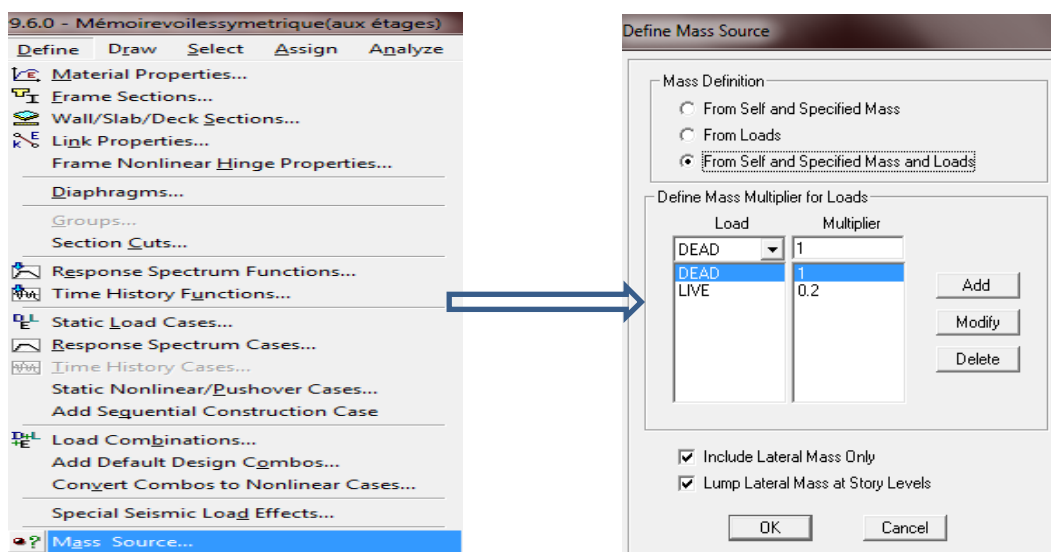 9.6.0 - Mémoirevoilessymetrique(aux étages)
Define Draw Select Assign Analyze
Material Properties...
Frame Sections...
Wall/Slab/Deck Sections...
Link Properties...
Frame Nonlinear Hinge Properties...
Diaphragms...
Groups...
Section Cuts...
Response Spectrum Functions...
Time History Functions...
Static Load Cases...
Response Spectrum Cases...
Time History Cases...
Static Nonlinear/Pushover Cases...
Add Sequential Construction Case
Load Combinations...
Add Default Design Combos...
Convert Combos to Nonlinear Cases...
Special Seismic Load Effects...
Mass Source...
Define Mass Source
Mass Definition
From Self and Specified Mass
From Loads
From Self and Specified Mass and Loads
Define Mass Multiplier for Loads
Load Multiplier
DEAD 1
DEAD 1
LIVE 0.2
Add
Modify
Delete
Include Lateral Mass Only
Lump Lateral Mass at Story Levels
OK Cancel